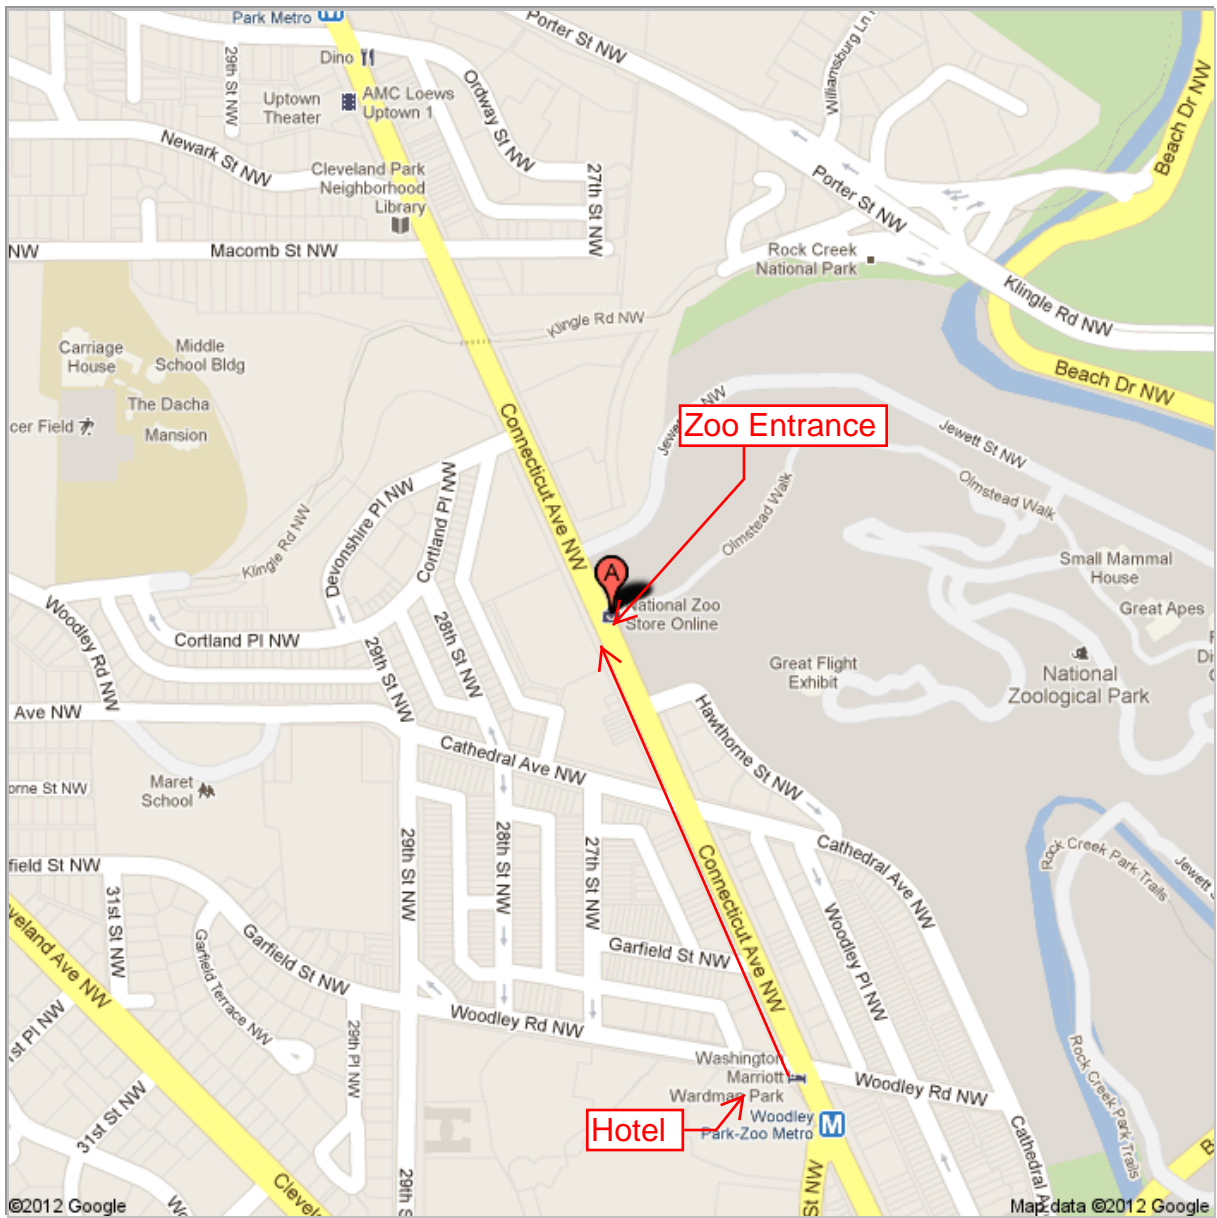 Park Metro
Porter St NW
Williamsburg Ln
Beach Dr NW
Dino
29th St NW
Uptown
Theater
AMC Loews
Uptown 1
Ordway St NW
Newark St NW
Cleveland Park
Neighborhood
Library
27th St NW
Porter St NW
NW
Macomb St NW
Rock Creek
National Park
Klingle Rd NW
Klingle Rd NW
Carriage
House
Middle
School Bldg
Beach Dr NW
The Dacha
Mansion
cer Field
Connecticut Ave NW
Zoo Entrance
Jewett St NW
Olmstead Walk
Olmstead Walk
Devonshire Pl NW
Cortland Pl NW
Klingle Rd NW
A
Small Mammal
House
Great Apes
National Zoo
Store Online
Woodley Rd NW
Cortland Pl NW
28th St NW
29th St NW
Great Flight
Exhibit
National
Zoological Park
Ave NW
Hawthorne St NW
Cathedral Ave NW
Maret
School
orne St NW
29th St NW
28th St NW
27th St NW
Connecticut Ave NW
Cathedral Ave NW
Rock Creek Park Trails
Jewett S
field St NW
31st St NW
Garfield St NW
Garfield Terrace NW
Garfield St NW
Woodley Pl NW
eveland Ave NW
Woodley Rd NW
1st Pl NW
29th Pl NW
Washington
Marriott
Wardman Park
Woodley Rd NW
Rock Creek Park Trails
Hotel
Woodley
Park-Zoo Metro
M
31st St NW
Cathedral A
Clevel
29th S
St NW
©2012 Google
Map data ©2012 Google